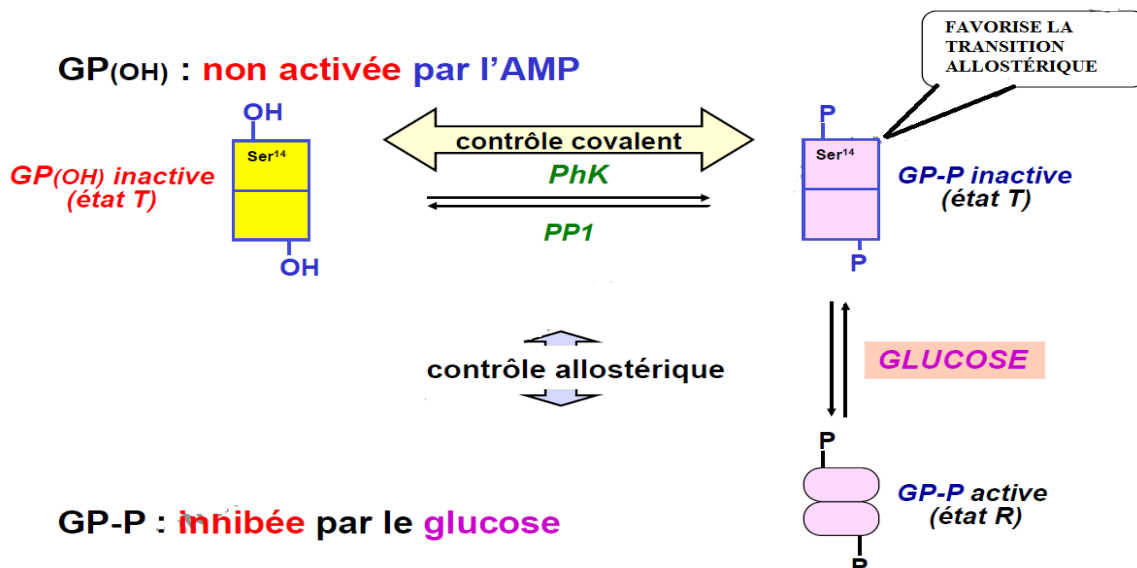 FAVORISE LA
TRANSITION
ALLOSTÉRIQUE
GP(OH) : non activée par l’AMP
OH
Ser14
GP(OH) inactive
(état T)
OH
contrôle covalent
PhK
PP1
P
Ser14
GP-P inactive
(état T)
P
contrôle allostérique
GLUCOSE
P
GP-P active
(état R)
P
GP-P : innibée par le glucose